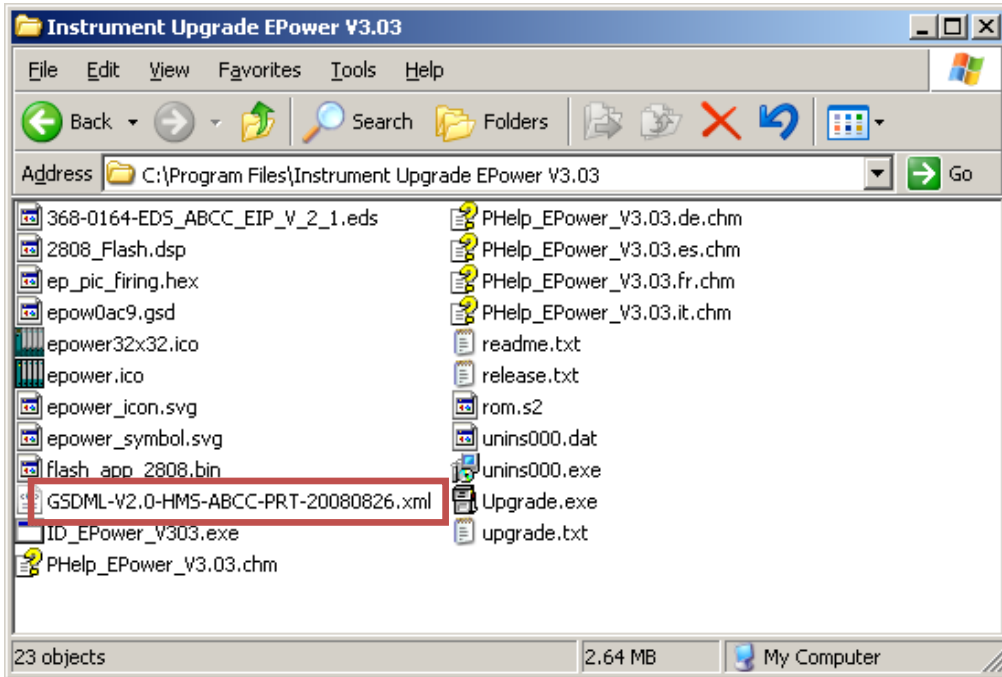 Instrument Upgrade EPower V3.03
File Edit View Favorites Tools Help
Back Search Folders
Address C:\Program Files\Instrument Upgrade EPower V3.03 Go
368-0164-EDS_ABCC_EIP_V_2_1.eds
2808_Flash.dsp
ep_pic_firing.hex
epow0ac9.gsd
epower32x32.ico
epower.ico
epower_icon.svg
epower_symbol.svg
flash_app_2808.bin
GSDML-V2.0-HMS-ABCC-PRT-20080826.xml
ID_EPower_V303.exe
PHelp_EPower_V3.03.chm
PHelp_EPower_V3.03.de.chm
PHelp_EPower_V3.03.es.chm
PHelp_EPower_V3.03.fr.chm
PHelp_EPower_V3.03.it.chm
readme.txt
release.txt
rom.s2
unins000.dat
unins000.exe
Upgrade.exe
upgrade.txt
23 objects 2.64 MB My Computer